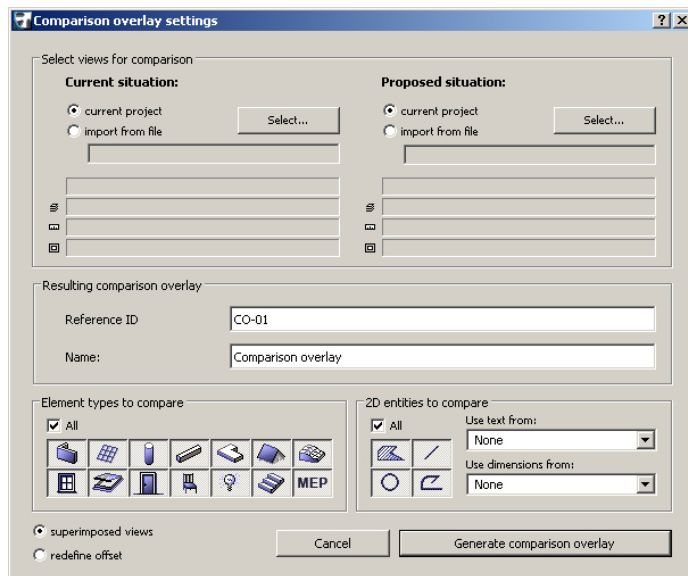 Comparison overlay settings
Select views for comparison
Current situation:
Proposed situation:
current project
import from file
Select...
current project
import from file
Select...
Resulting comparison overlay
Reference ID
CO-01
Name:
Comparison overlay
Element types to compare
All
MEP
2D entities to compare
All
Use text from:
None
Use dimensions from:
None
superimposed views
redefine offset
Cancel
Generate comparison overlay